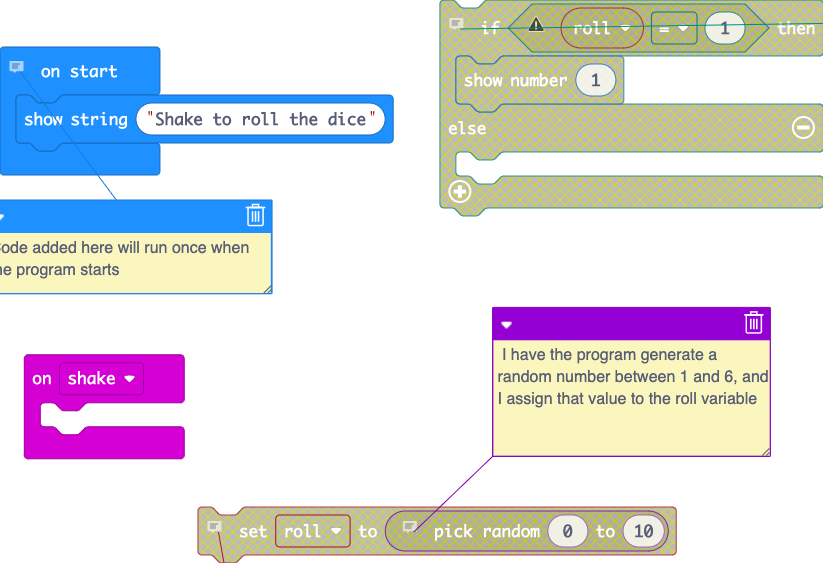 if roll = 1 then
on start
show number 1
show string "Shake to roll the dice"
else
ode added here will run once when
e program starts
I have the program generate a
random number between 1 and 6, and
I assign that value to the roll variable
on shake
set roll to pick random 0 to 10